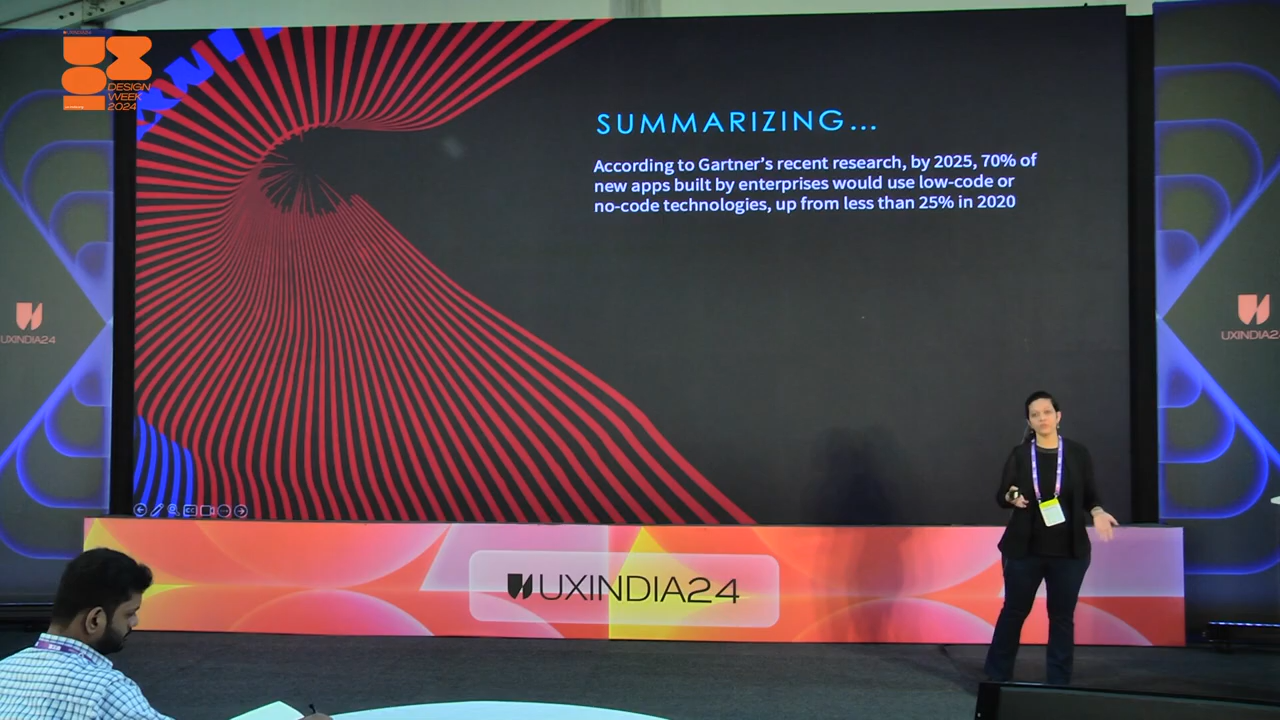 DESIGN
WEEK
2024
SUMMARIZING...
According to Gartner's recent research, by 2025, 70% of
new apps built by enterprises would use low-code or
no-code technologies, up from less than 25% in 2020
UXINDIA24
UXINDIA24
UXINDIA24